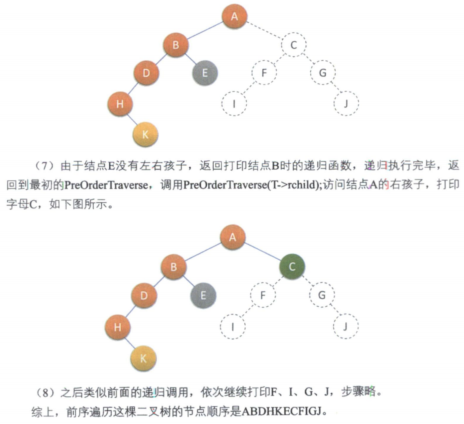 A
B
C
D
E
F
G
H
I
J
K
（7）由于结点E没有左右孩子，返回打印结点B时的递归函数，递归执行完毕，返
回到最初的PreOrderTraverse，调用PreOrderTraverse(T->rchild);访问结点A的右孩子，打印
字母C，如下图所示。
A
B
C
D
E
F
G
H
I
J
K
（8）之后类似前面的递归调用，依次继续打印F、I、G、J，步骤略。
综上，前序遍历这棵二叉树的节点顺序是ABDHKECFIGJ。